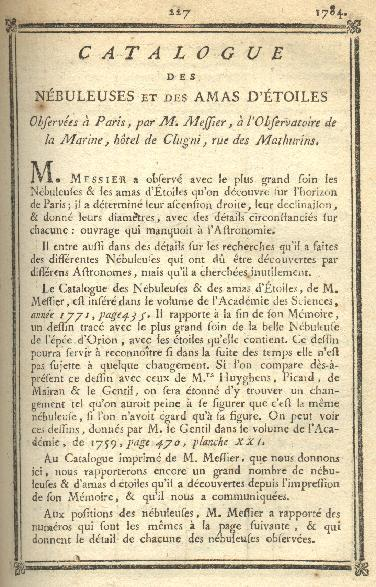 227 1784.
CATALOGUE
DES
NÉBULEUSES ET DES AMAS D'ÉTOILES
Obſervées à Paris, par M. Meſſier, à l'Obſervatoire de
la Marine, hôtel de Clugni, rue des Mathurins.
M. MESSIER a obſervé avec le plus grand ſoin les
Nébuleuſes & les amas d'Étoiles qu'on découvre ſur l'horizon
de Paris; il a déterminé leur aſcenſion droite, leur déclinaiſon,
& donné leurs diamètres, avec des détails circonſtanciés ſur
chacune : ouvrage qui manquoit à l'Aſtronomie.
Il entre auſſi dans des détails ſur les recherches qu'il a faites
des différentes Nébuleuſes qui ont dû être découvertes par
différens Aſtronomes, mais qu'il a cherchées inutilement.
Le Catalogue des Nébuleuſes & des amas d'Étoiles, de M.
Meſſier, eſt inſéré dans le volume de l'Académie des Sciences,
année 1771, page 435. Il rapporte à la fin de ſon Mémoire,
un deſſin tracé avec le plus grand ſoin de la belle Nébuleuſe
de l'épée d'Orion, avec les étoiles qu'elle contient. Ce deſſin
pourra ſervir à reconnoître ſi dans la ſuite des temps elle n'eſt
pas ſujette à quelque changement. Si l'on compare dès-à-
préſent ce deſſin avec ceux de M.rs Huyghens, Picard, de
Mairan & le Gentil, on ſera étonné d'y trouver un chan-
gement tel qu'on auroit peine à ſe figurer que c'eſt la même
nébuleuſe, ſi l'on n'avoit égard qu'à ſa figure. On peut voir
ces deſſins, donnés par M. le Gentil dans le volume de l'Aca-
démie, de 1759, page 470, planche XXI.
Au Catalogue imprimé de M. Meſſier, que nous donnons
ici, nous rapporterons encore un grand nombre de nébu-
leuſes & d'amas d'étoiles qu'il a découvertes depuis l'impreſſion
de ſon Mémoire, & qu'il nous a communiquées.
Aux poſitions des nébuleuſes, M. Meſſier a rapporté des
numéros qui ſont les mêmes à la page ſuivante, & qui
donnent le détail de chacune des nébuleuſes obſervées.